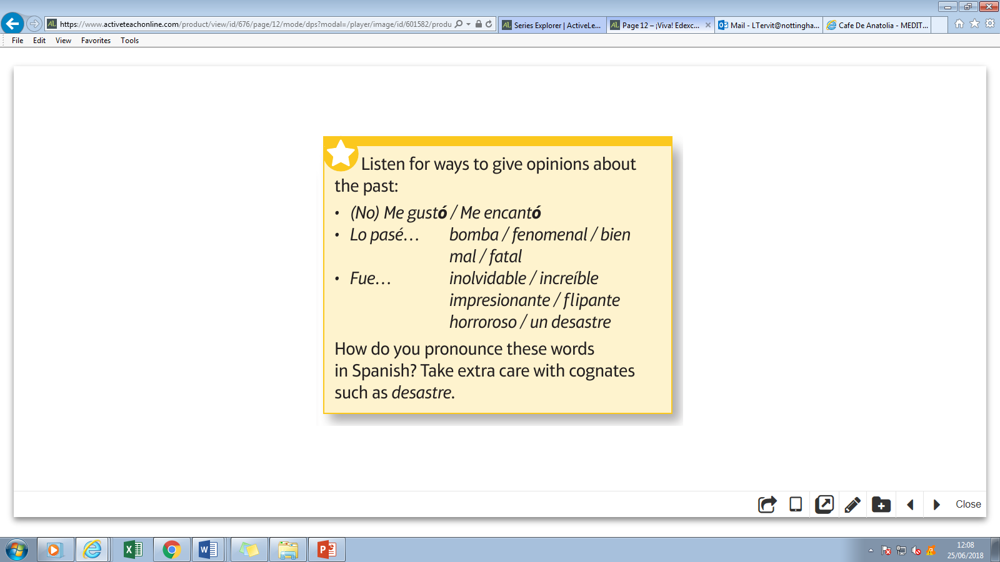 https://www.activeteachonline.com/product/view/id/676/page/12/mode/dps?modal=/player/image/id/601582/produ
Series Explorer | ActiveLe...
Page 12 – ¡Viva! Edexc...
Mail - LTervit@nottingha...
Cafe De Anatolia - MEDIT...
File Edit View Favorites Tools
Listen for ways to give opinions about
the past:
• (No) Me gustó / Me encantó
• Lo pasé… bomba / fenomenal / bien
mal / fatal
• Fue… inolvidable / increíble
impresionante / flipante
horroroso / un desastre
How do you pronounce these words
in Spanish? Take extra care with cognates
such as desastre.
Close
12:08
25/06/2018